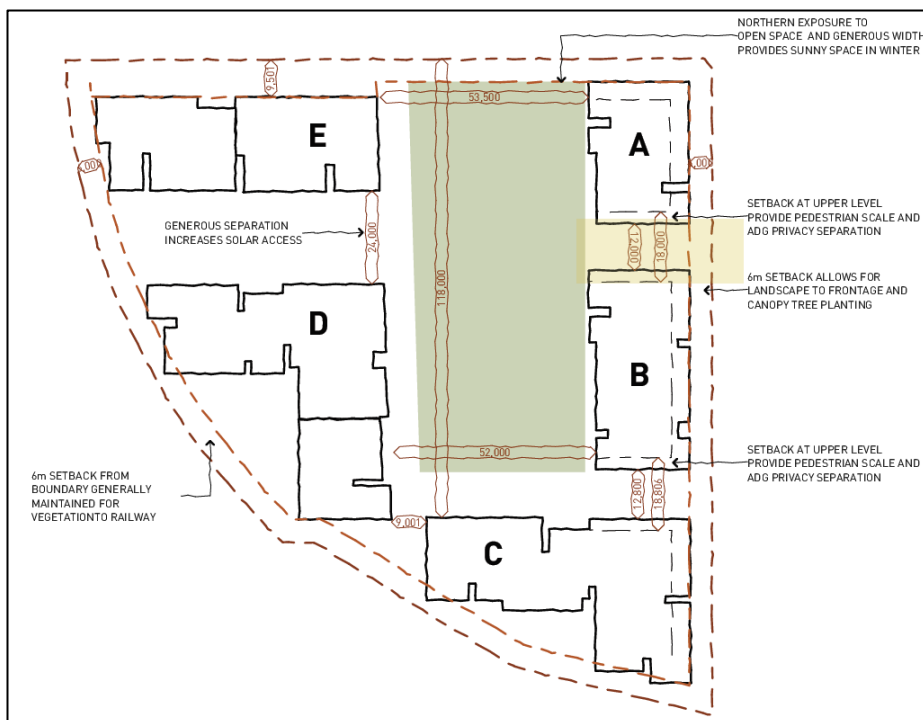 NORTHERN EXPOSURE TO
OPEN SPACE AND GENEROUS WIDTH
PROVIDES SUNNY SPACE IN WINTER
9,501
53,500
E
A
,00
,00
SETBACK AT UPPER LEVEL
PROVIDE PEDESTRIAN SCALE AND
ADG PRIVACY SEPARATION
GENEROUS SEPARATION
INCREASES SOLAR ACCESS
24,000
12,000
18,000
6m SETBACK ALLOWS FOR
LANDSCAPE TO FRONTAGE AND
CANOPY TREE PLANTING
118,000
D
B
52,000
SETBACK AT UPPER LEVEL
PROVIDE PEDESTRIAN SCALE AND
ADG PRIVACY SEPARATION
6m SETBACK FROM
BOUNDARY GENERALLY
MAINTAINED FOR
VEGETATIONTO RAILWAY
12,800
18,806
9,001
C